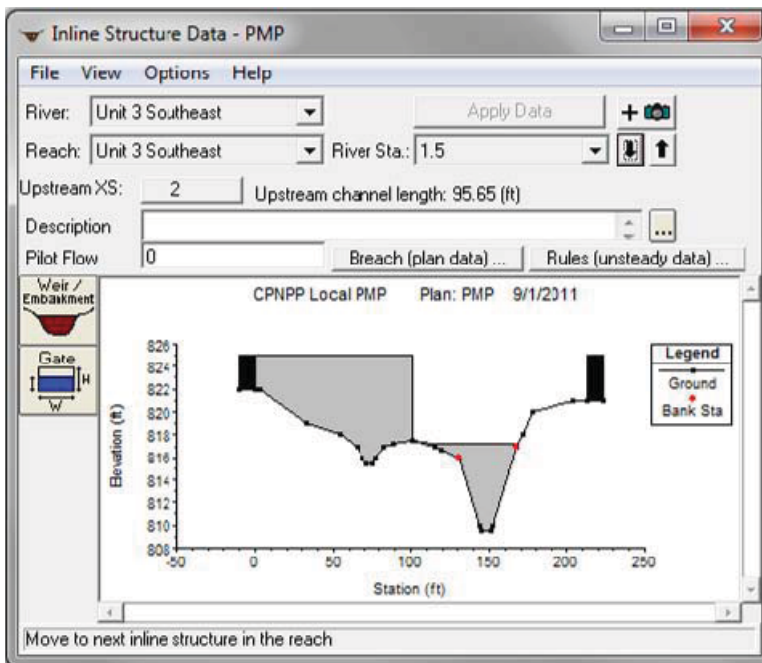 Inline Structure Data - PMP
File View Options Help
River: Unit 3 Southeast Apply Data
Reach: Unit 3 Southeast River Sta.: 1.5
Upstream XS: 2 Upstream channel length: 95.65 (ft)
Description ...
Pilot Flow 0 Breach (plan data) ... Rules (unsteady data) ...
Weir / Embankment
CPNPP Local PMP Plan: PMP 9/1/2011
Gate
H
W
Elevation (ft)
826
824
822
820
818
816
814
812
810
808
-50 0 50 100 150 200 250
Station (ft)
Legend
Ground
Bank Sta
Move to next inline structure in the reach